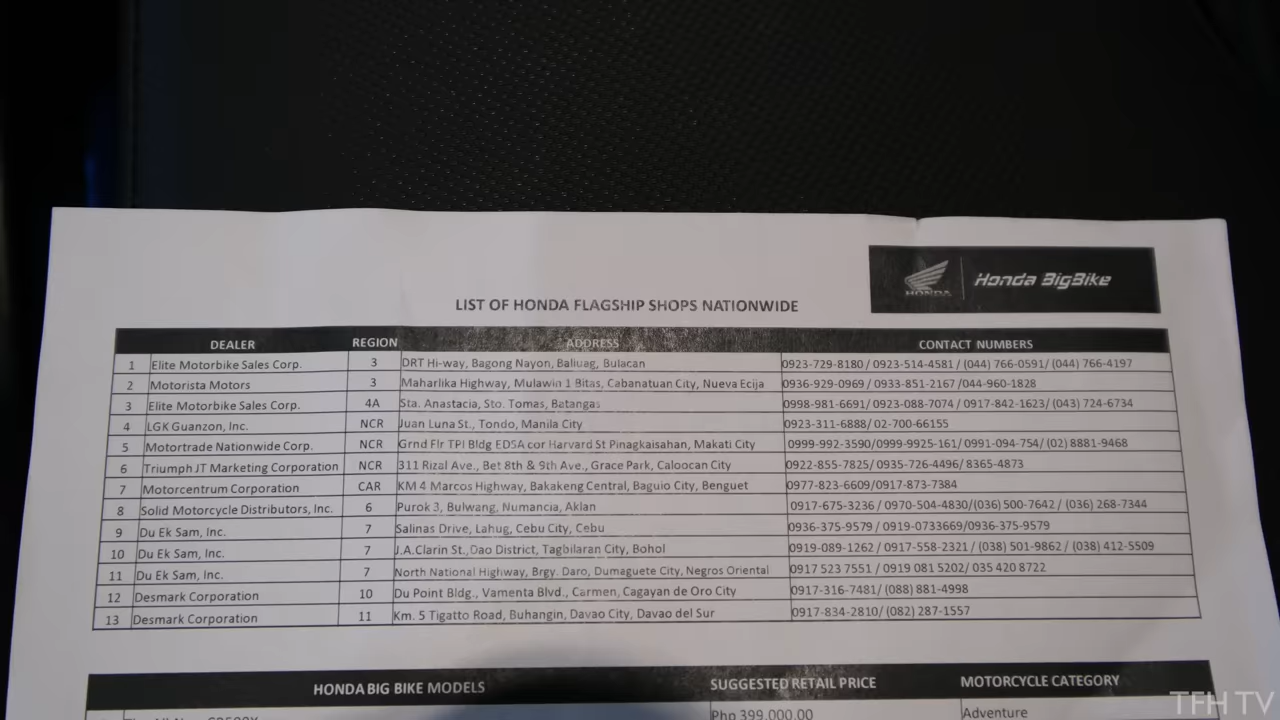 HONDA
Honda BigBike
LIST OF HONDA FLAGSHIP SHOPS NATIONWIDE
DEALER REGION ADDRESS CONTACT NUMBERS
1 Elite Motorbike Sales Corp. 3 DRT Hi-way, Bagong Nayon, Baliuag, Bulacan 0923-729-8180 / 0923-514-4581 / (044) 766-0591/ (044) 766-4197
2 Motorista Motors 3 Maharlika Highway, Mulawin 1 Bitas, Cabanatuan City, Nueva Ecija 0936-929-0969 / 0933-851-2167 /044-960-1828
3 Elite Motorbike Sales Corp. 4A Sta. Anastacia, Sto. Tomas, Batangas 0998-981-6691/ 0923-088-7074 / 0917-842-1623/ (043) 724-6734
4 LGK Guanzon, Inc. NCR Juan Luna St., Tondo, Manila City 0923-311-6888/ 02-700-66155
5 Motortrade Nationwide Corp. NCR Grnd Flr TPI Bldg EDSA cor Harvard St Pinagkaisahan, Makati City 0999-992-3590/0999-9925-161/ 0991-094-754/ (02) 8881-9468
6 Triumph JT Marketing Corporation NCR 311 Rizal Ave., Bet 8th & 9th Ave., Grace Park, Caloocan City 0922-855-7825/ 0935-726-4496/ 8365-4873
7 Motorcentrum Corporation CAR KM 4 Marcos Highway, Bakakeng Central, Baguio City, Benguet 0977-823-6609/0917-873-7384
8 Solid Motorcycle Distributors, Inc. 6 Purok 3, Bulwang, Numancia, Aklan 0917-675-3236 / 0970-504-4830/(036) 500-7642 / (036) 268-7344
9 Du Ek Sam, Inc. 7 Salinas Drive, Lahug, Cebu City, Cebu 0936-375-9579 / 0919-0733669/0936-375-9579
10 Du Ek Sam, Inc. 7 J.A.Clarin St.,Dao District, Tagbilaran City, Bohol 0919-089-1262 / 0917-558-2321 / (038) 501-9862 / (038) 412-5509
11 Du Ek Sam, Inc. 7 North National Highway, Brgy. Daro, Dumaguete City, Negros Oriental 0917 523 7551 / 0919 081 5202/ 035 420 8722
12 Desmark Corporation 10 Du Point Bldg., Vamenta Blvd., Carmen, Cagayan de Oro City 0917-316-7481/ (088) 881-4998
13 Desmark Corporation 11 Km. 5 Tigatto Road, Buhangin, Davao City, Davao del Sur 0917-834-2810/ (082) 287-1557
HONDA BIG BIKE MODELS SUGGESTED RETAIL PRICE MOTORCYCLE CATEGORY
Php 399,000.00 Adventure
TFH TV